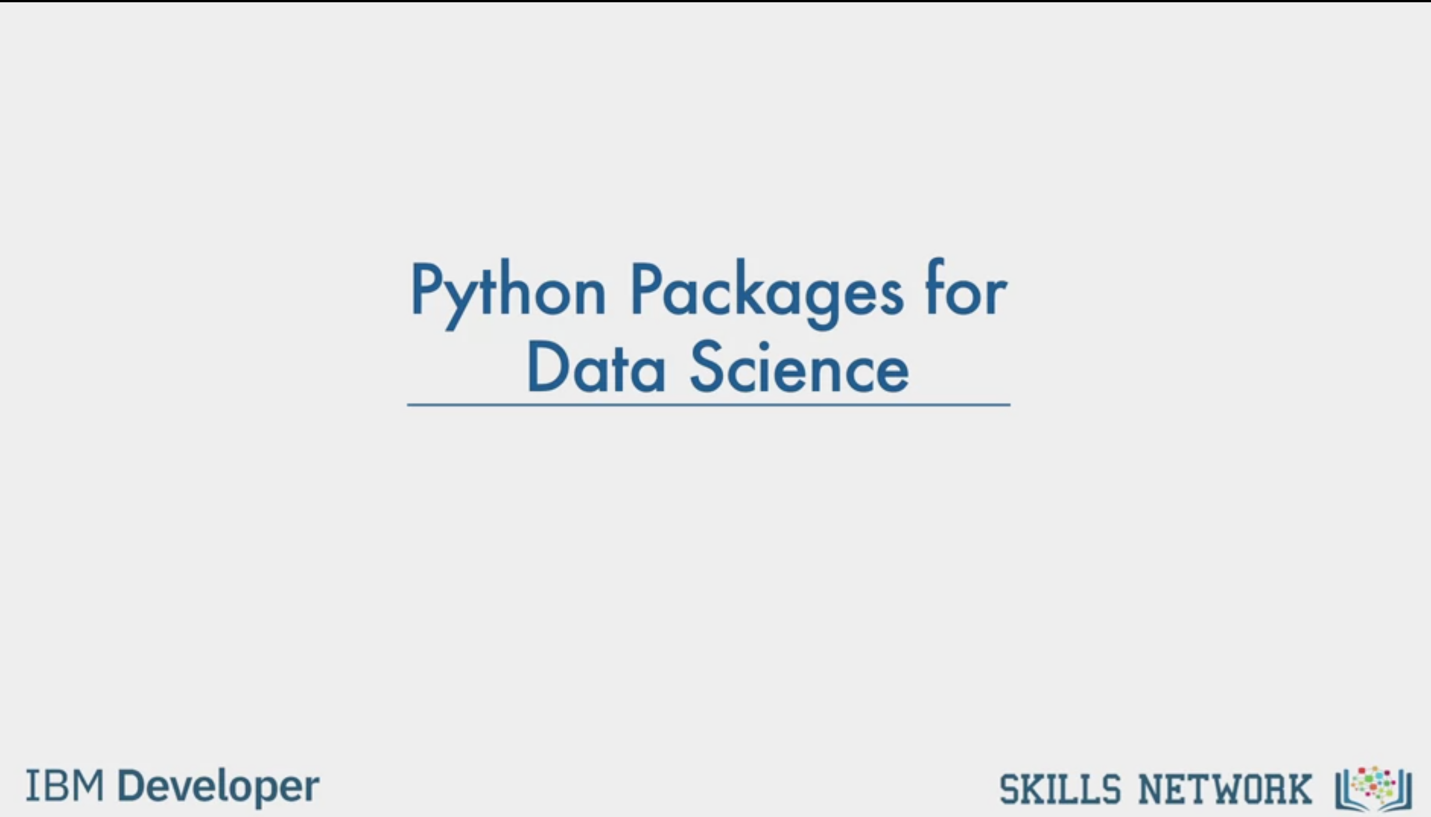 Python Packages for
Data Science
IBM Developer
SKILLS NETWORK